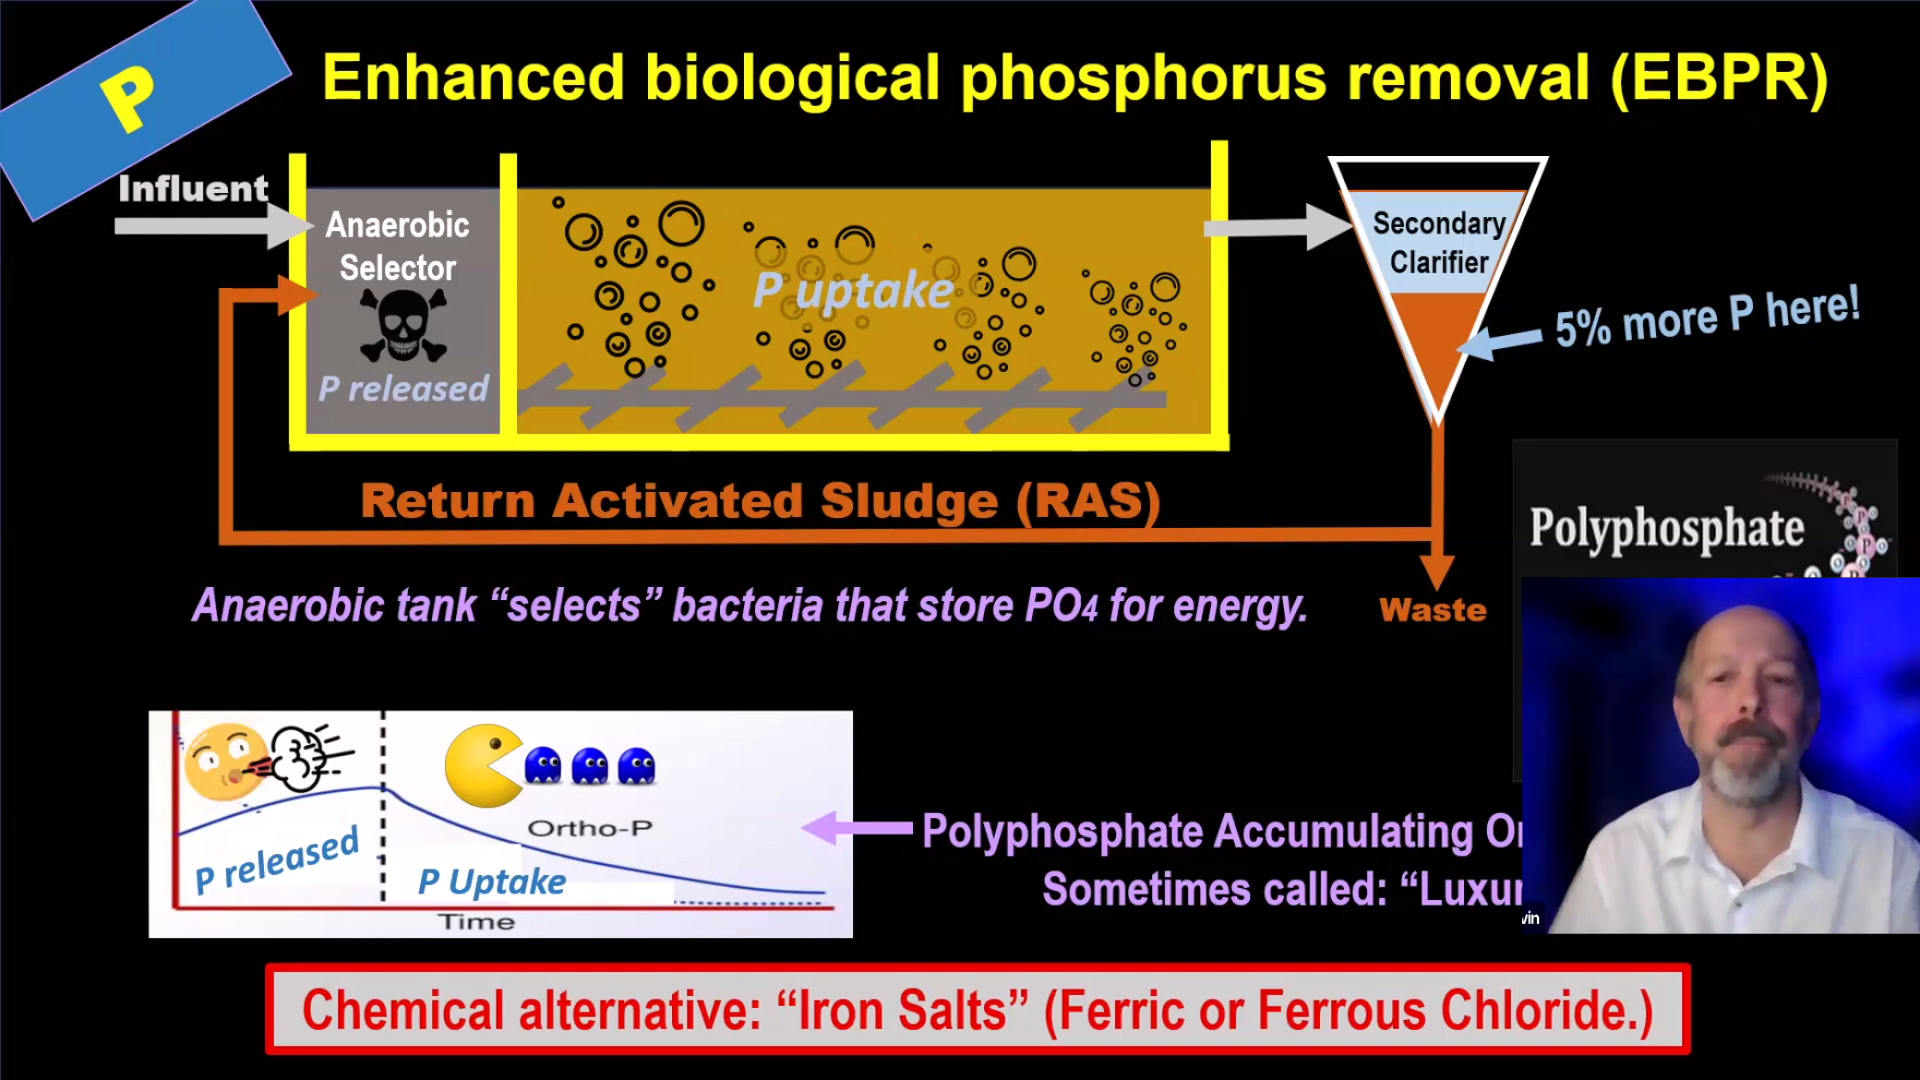 P
Enhanced biological phosphorus removal (EBPR)
Influent
Anaerobic
Selector
P released
P uptake
Secondary
Clarifier
5% more P here!
Return Activated Sludge (RAS)
Polyphosphate
Anaerobic tank “selects” bacteria that store PO4 for energy.
Waste
Ortho-P
P released
P Uptake
Time
Polyphosphate Accumulating
Sometimes called:
Chemical alternative: “Iron Salts” (Ferric or Ferrous Chloride.)